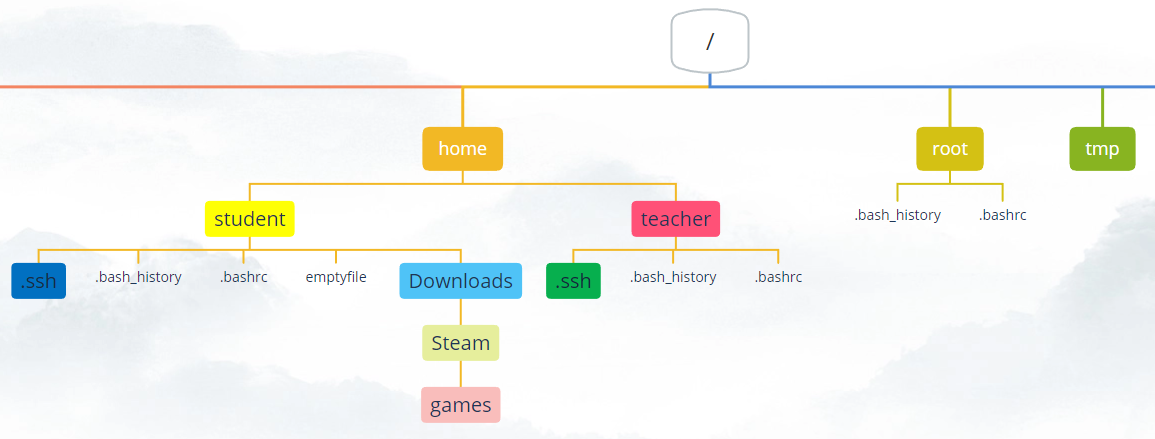 /
home
root
tmp
student
teacher
.bash_history
.bashrc
.ssh
.bash_history
.bashrc
emptyfile
Downloads
.ssh
.bash_history
.bashrc
Steam
games